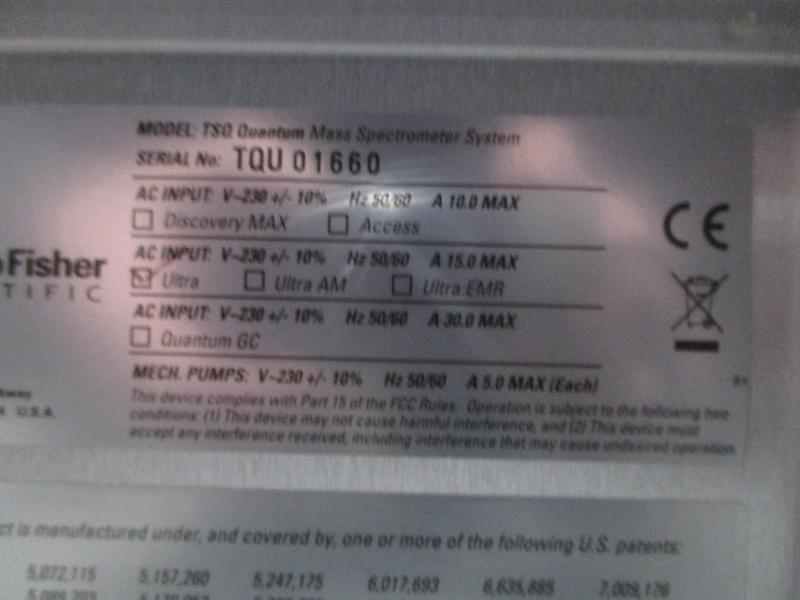 MODEL: TSQ Quantum Mass Spectrometer System
SERIAL No: TQU 01660
AC INPUT: V~230 +/- 10% Hz 50/60 A 10.0 MAX
Discovery MAX Access
AC INPUT: V~230 +/- 10% Hz 50/60 A 15.0 MAX
Fisher
Ultra Ultra AM Ultra EMR
TIFIC
AC INPUT: V~230 +/- 10% Hz 50/60 A 30.0 MAX
Quantum GC
MECH. PUMPS: V~230 +/- 10% Hz 50/60 A 5.0 MAX (Each)
This device complies with Part 15 of the FCC Rules. Operation is subject to the following two
conditions: (1) This device may not cause harmful interference, and (2) This device must
accept any interference received, including interference that may cause undesired operation.
U.S.A.
CE
ct is manufactured under, and covered by, one or more of the following U.S. patents:
5,072,115 5,157,260 5,247,175 6,017,693 6,635,885 7,009,176